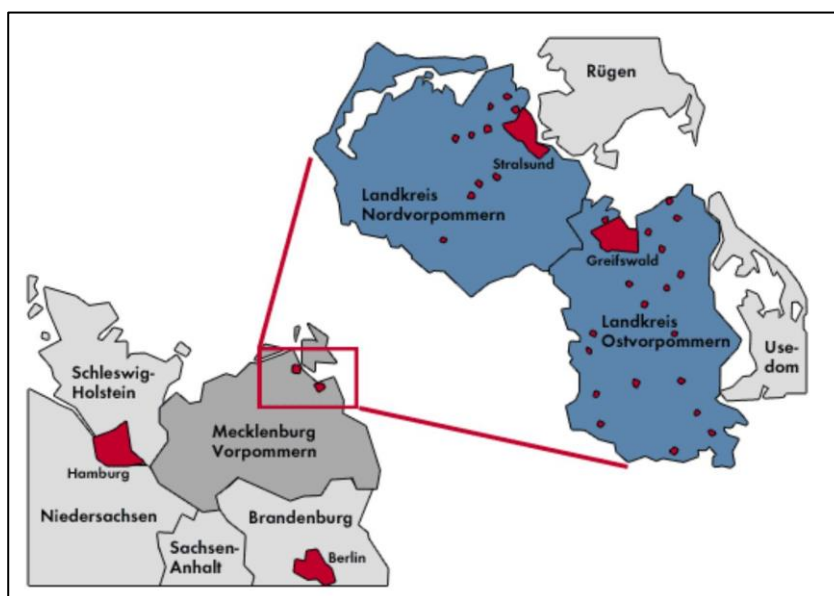 Rügen
Stralsund
Landkreis
Nordvorpommern
Greifswald
Landkreis
Ostvorpommern
Use-
dom
Schleswig-
Holstein
Mecklenburg
Vorpommern
Hamburg
Niedersachsen
Brandenburg
Sachsen-
Anhalt
Berlin